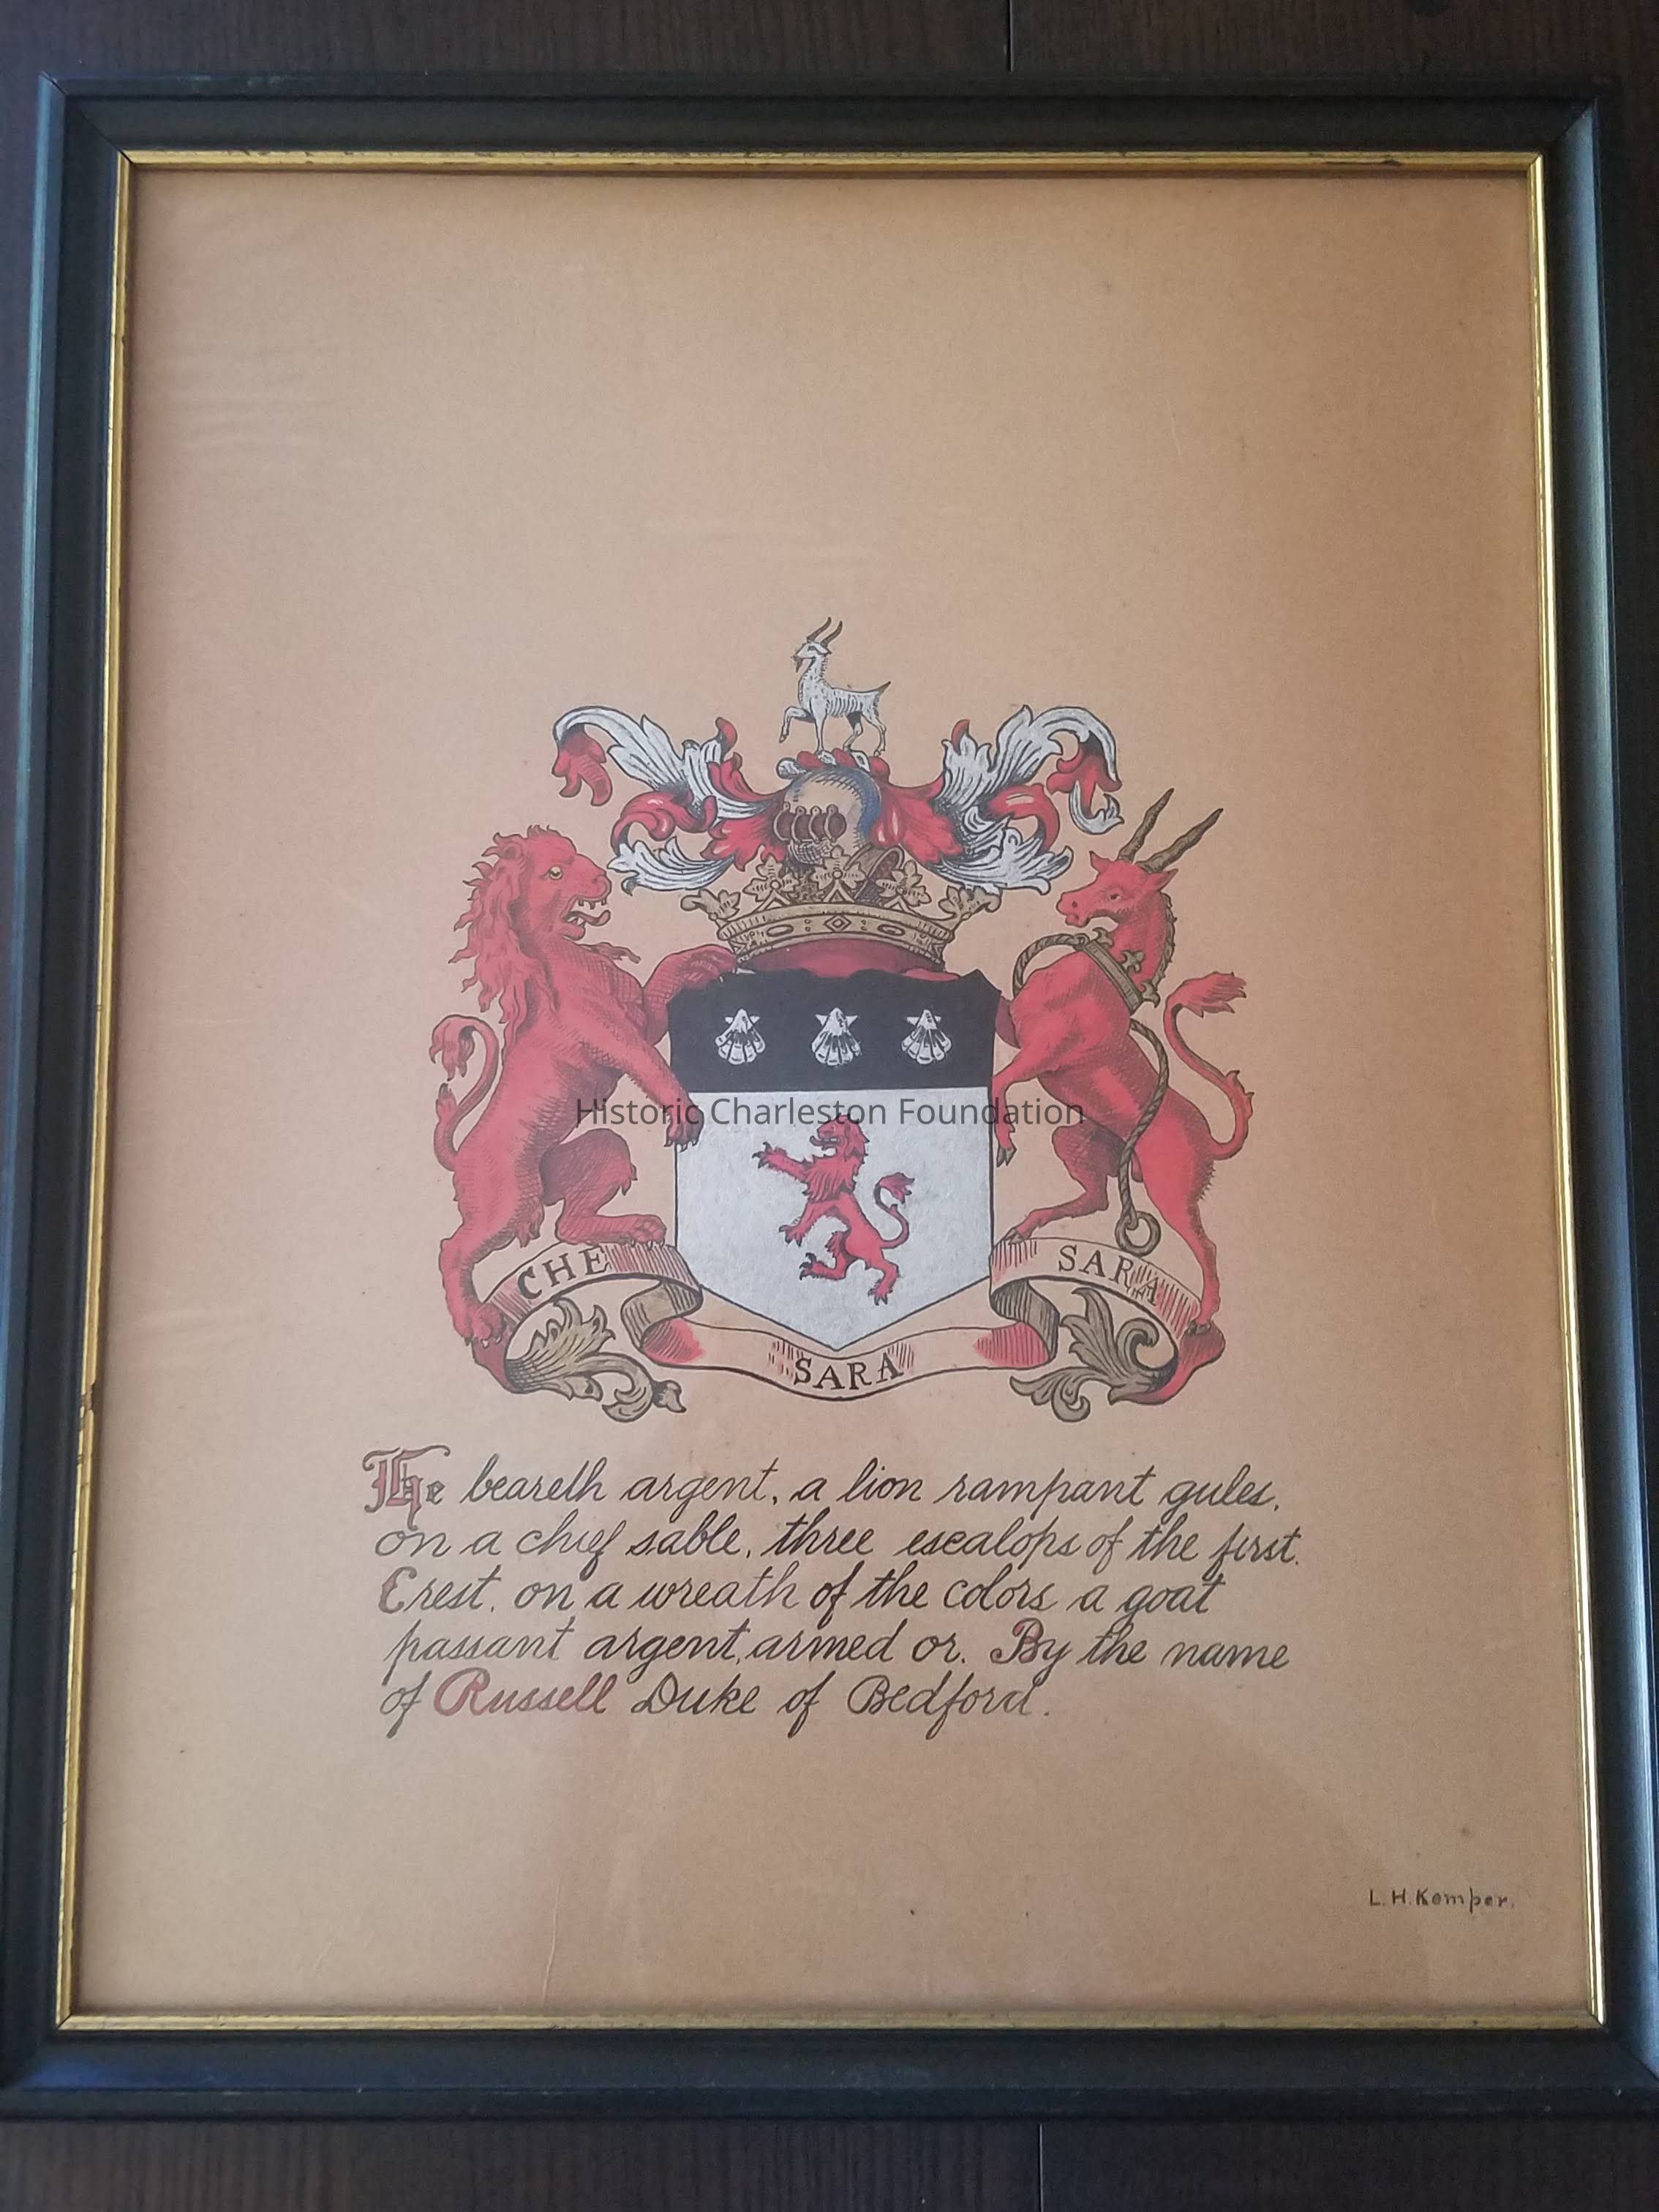 Historic Charleston Foundation
CHE
SARA
SARA
He beareth argent, a lion rampant gules,
on a chief sable, three escalops of the first.
Crest, on a wreath of the colors a goat
passant argent, armed or. By the name
of Russell Duke of Bedford.
L. H. Kemper.